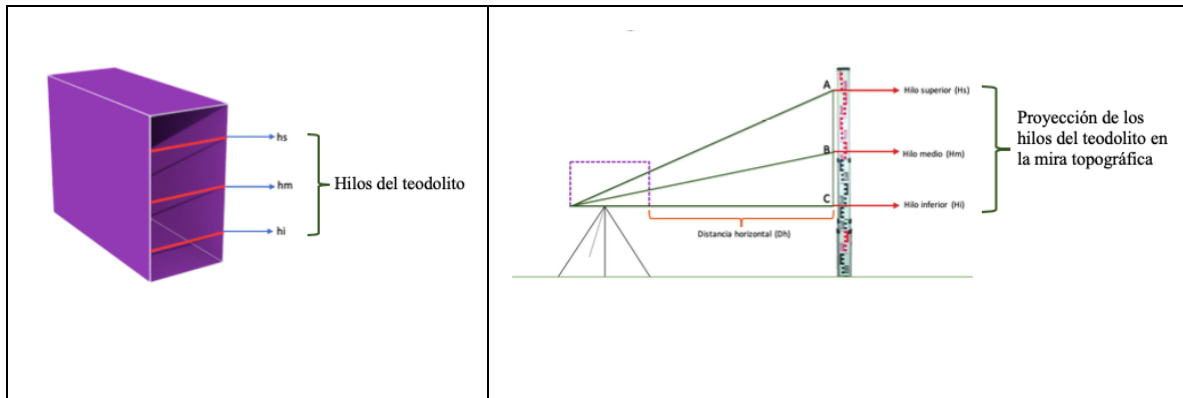 hs
hm
hi
Hilos del teodolito
A
B
C
Hilo superior (Hs)
Hilo medio (Hm)
Hilo inferior (Hi)
Distancia horizontal (Dh)
Proyección de los
hilos del teodolito en
la mira topográfica